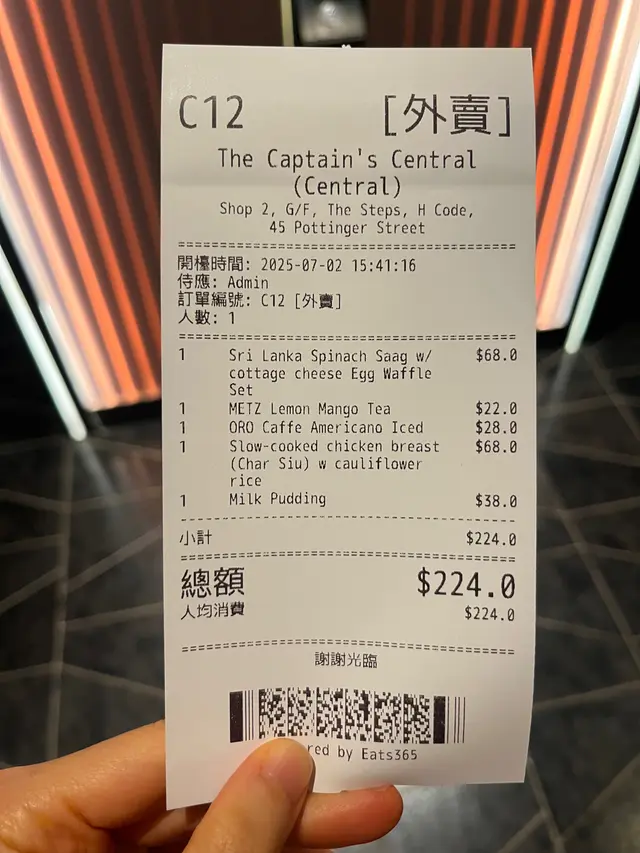 C12 [外賣]
The Captain's Central
(Central)
Shop 2, G/F, The Steps, H Code,
45 Pottinger Street
開檯時間: 2025-07-02 15:41:16
侍應: Admin
訂單編號: C12 [外賣]
人數: 1
1 Sri Lanka Spinach Saag w/ $68.0
cottage cheese Egg Waffle
Set
1 METZ Lemon Mango Tea $22.0
1 ORO Caffe Americano Iced $28.0
1 Slow-cooked chicken breast $68.0
(Char Siu) w cauliflower
rice
1 Milk Pudding $38.0
小計 $224.0
總額 $224.0
人均消費 $224.0
謝謝光臨
by Eats365